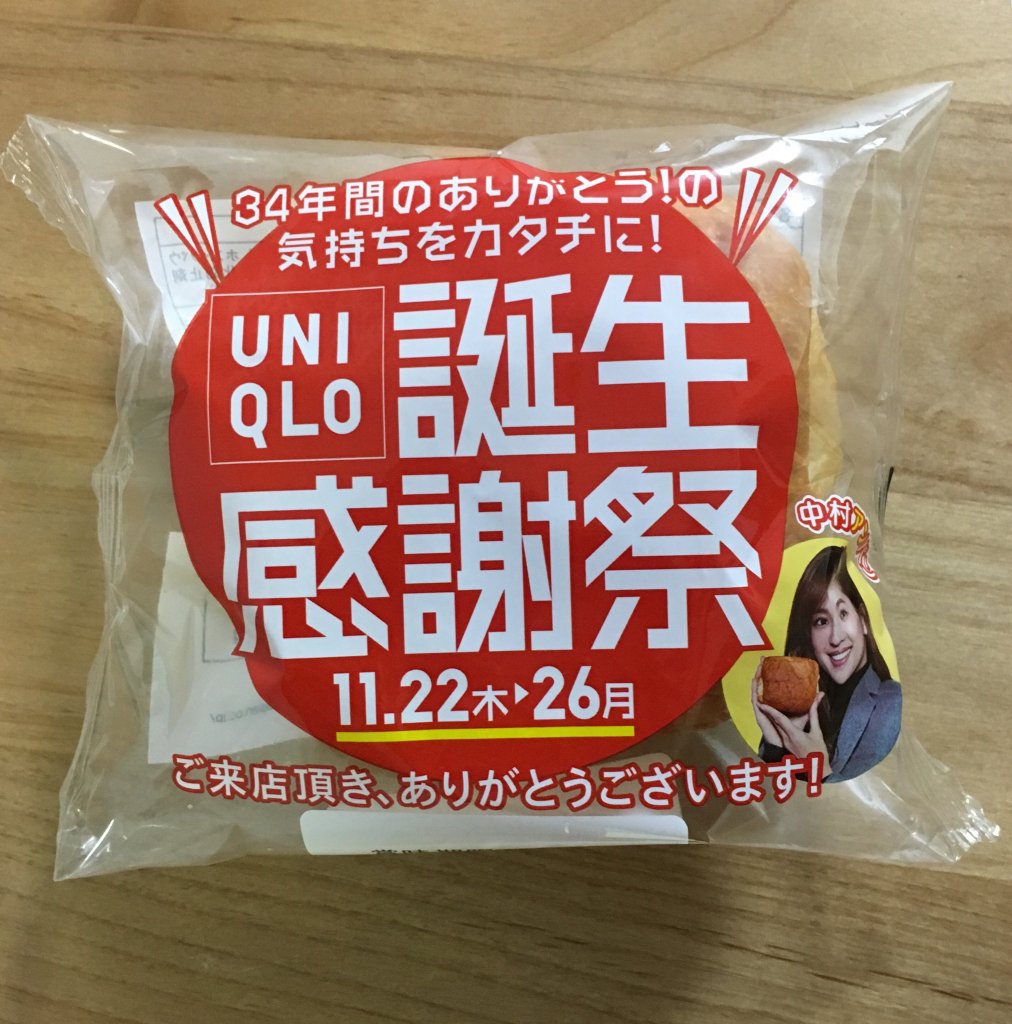 34年間のありがとう!の
気持ちをカタチに!
UNI
QLO
誕生
感謝祭
11.22木▶26月
中村ア
ご来店頂き、ありがとうございます!